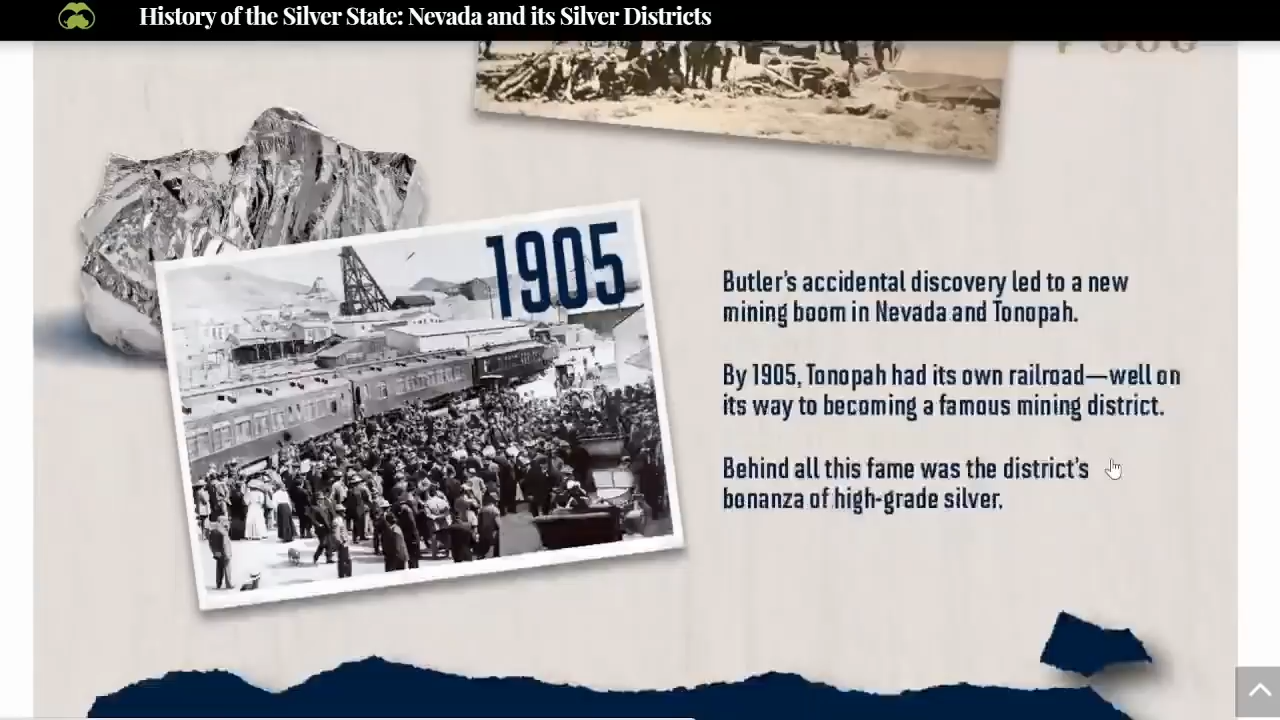 History of the Silver State: Nevada and its Silver Districts
1905
Butler's accidental discovery led to a new
mining boom in Nevada and Tonopah.
By 1905, Tonopah had its own railroad—well on
its way to becoming a famous mining district.
Behind all this fame was the district's
bonanza of high-grade silver.